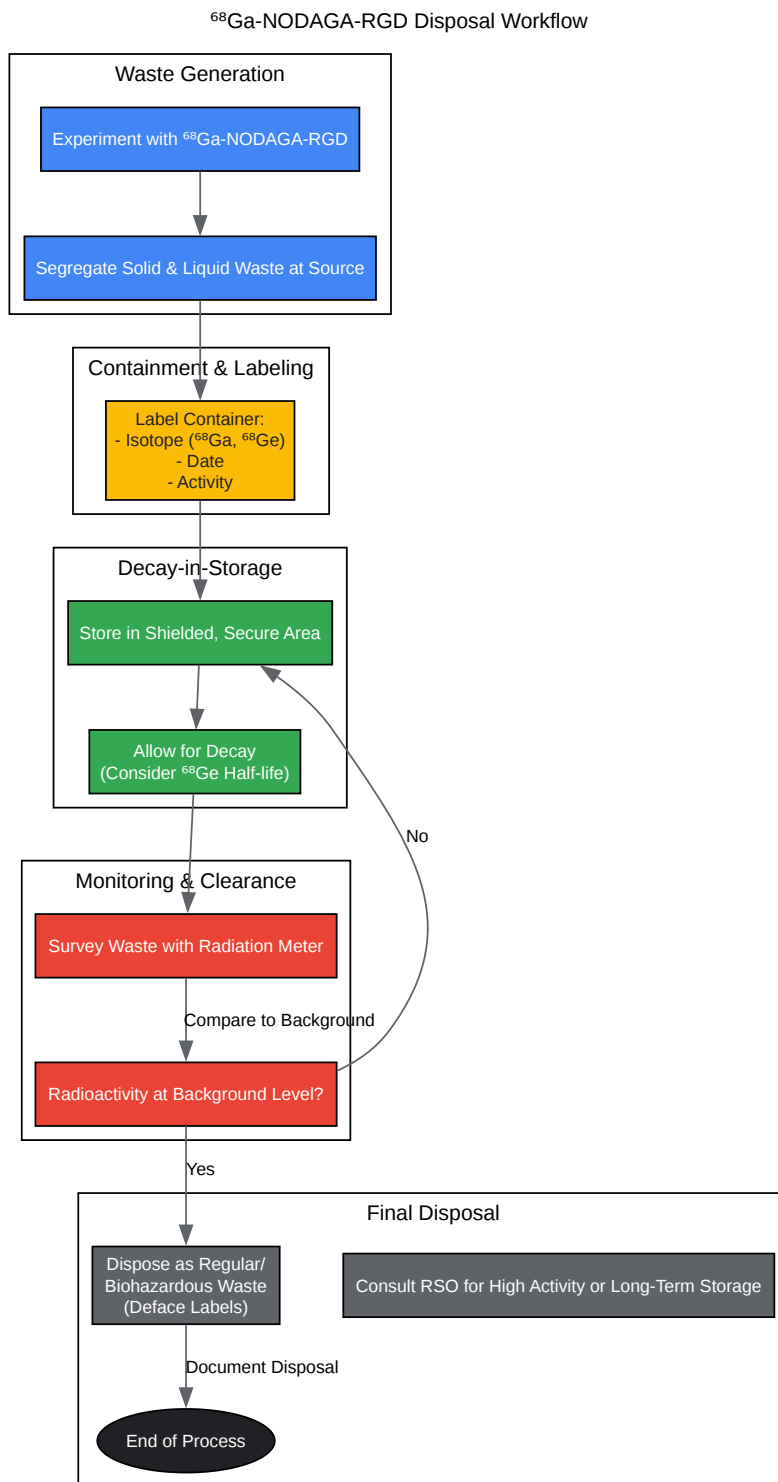 ⁶⁸Ga-NODAGA-RGD Disposal Workflow
Waste Generation
Experiment with ⁶⁸Ga-NODAGA-RGD
Segregate Solid & Liquid Waste at Source
Containment & Labeling
Label Container:
- Isotope (⁶⁸Ga, ⁶⁸Ge)
- Date
- Activity
Decay-in-Storage
Store in Shielded, Secure Area
Allow for Decay
(Consider ⁶⁸Ge Half-life)
No
Monitoring & Clearance
Survey Waste with Radiation Meter
Compare to Background
Radioactivity at Background Level?
Yes
Final Disposal
Dispose as Regular/
Biohazardous Waste
(Deface Labels)
Consult RSO for High Activity or Long-Term Storage
Document Disposal
End of Process